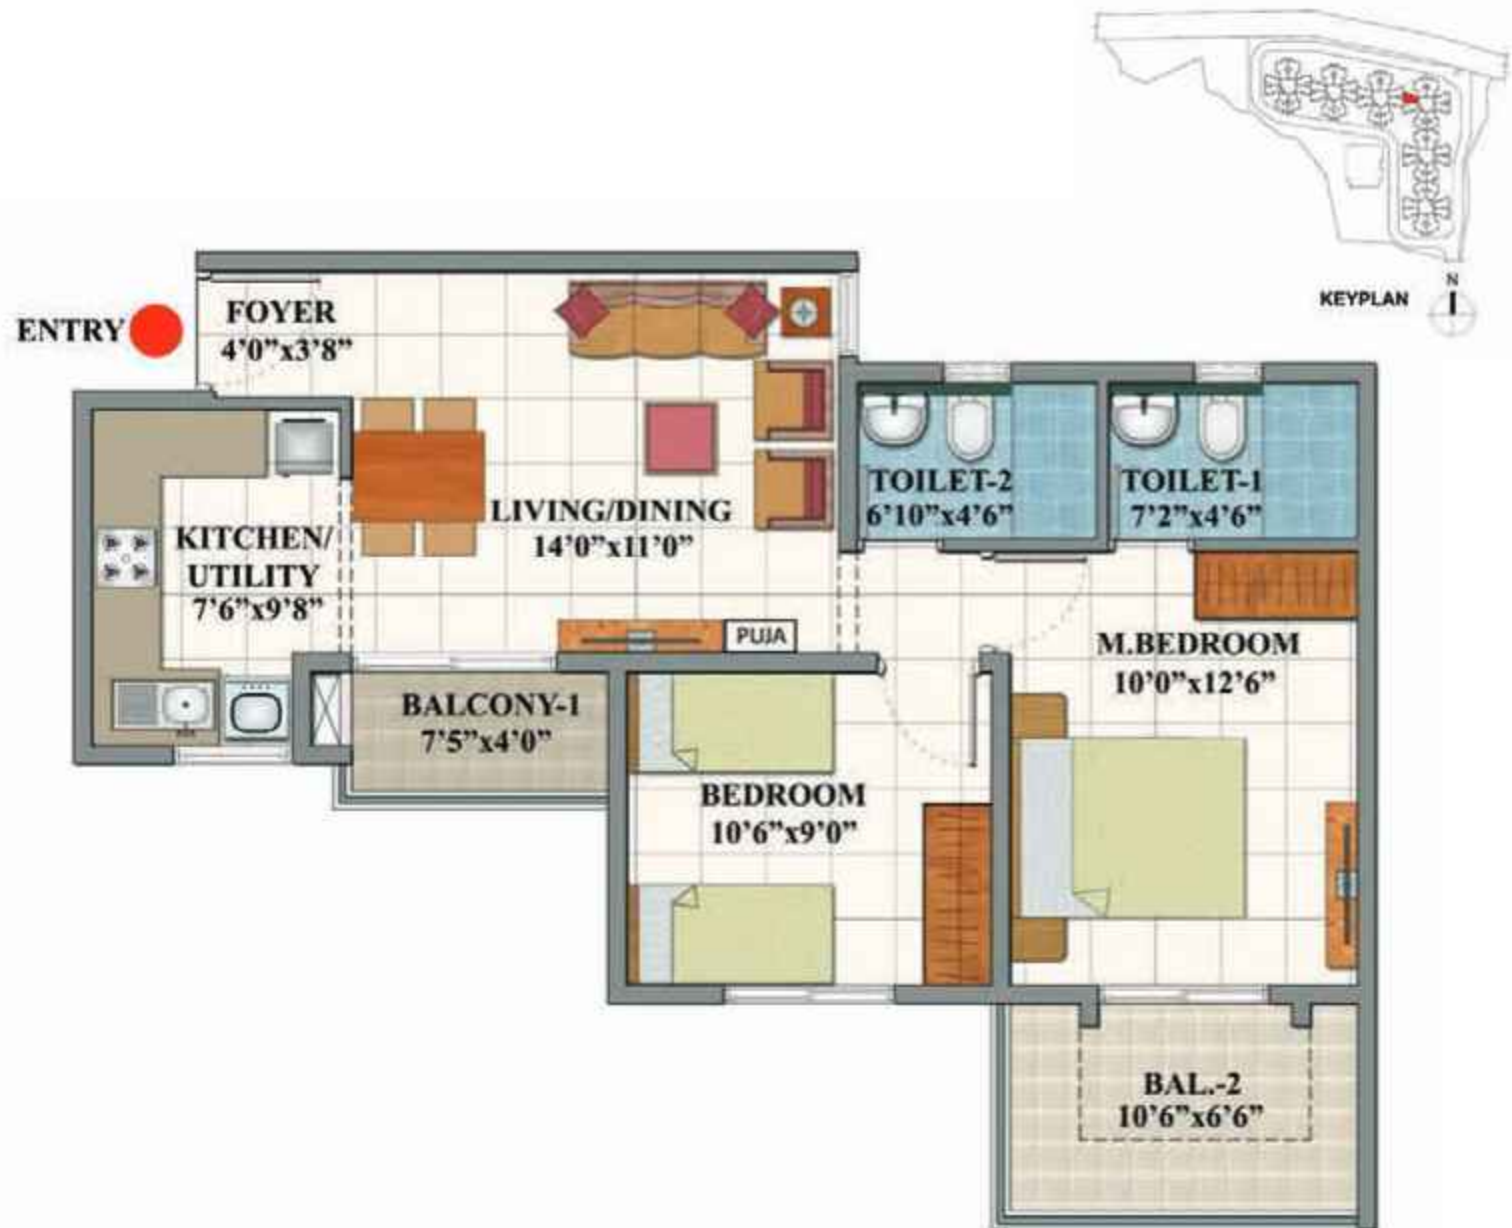 N
KEYPLAN
ENTRY
FOYER
4'0”x3'8”
TOILET-2
6'10”x4'6”
TOILET-1
7'2”x4'6”
LIVING/DINING
14'0”x11'0”
KITCHEN/
UTILITY
7'6”x9'8”
PUJA
M.BEDROOM
10'0”x12'6”
BALCONY-1
7'5”x4'0”
BEDROOM
10'6”x9'0”
BAL.-2
10'6”x6'6”